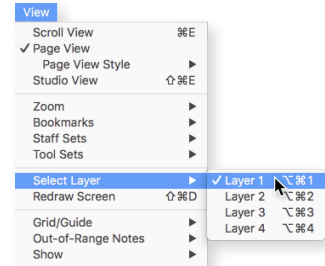 View
Scroll View ⌘E
✓ Page View
Page View Style ▶
Studio View ⇧⌘E
Zoom ▶
Bookmarks ▶
Staff Sets ▶
Tool Sets ▶
Select Layer ▶
✓ Layer 1 ⌥⌘1
Redraw Screen ⇧⌘D
Layer 2 ⌥⌘2
Layer 3 ⌥⌘3
Grid/Guide ▶
Layer 4 ⌥⌘4
Out-of-Range Notes ▶
Show ▶